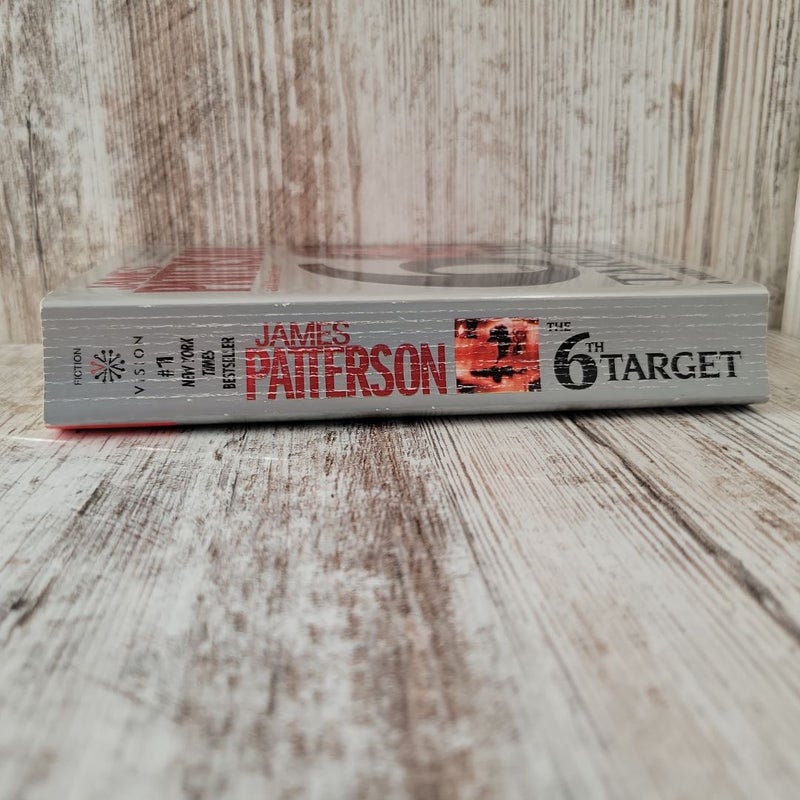 FICTION
VISION
#1
NEW YORK
TIMES
BESTSELLER
JAMES
PATTERSON
THE
6TH TARGET